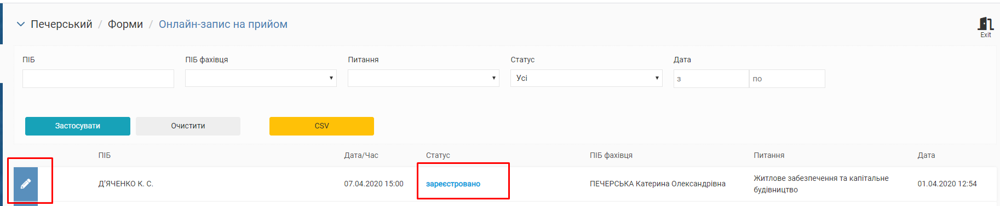 Печерський / Форми / Онлайн-запис на прийом
Exit
ПІБ ПІБ фахівця Питання Статус Дата
Усі з по
Застосувати Очистити CSV
ПІБ Дата/Час Статус ПІБ фахівця Питання Дата
Д'ЯЧЕНКО К. С. 07.04.2020 15:00 зареєстровано ПЕЧЕРСЬКА Катерина Олександрівна Житлове забезпечення та капітальне 01.04.2020 12:54
будівництво